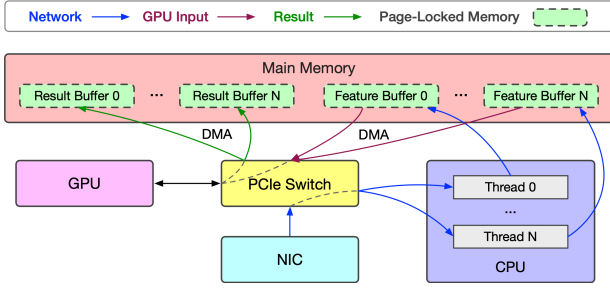 Network GPU Input Result Page-Locked Memory
Main Memory
Result Buffer 0 ... Result Buffer N Feature Buffer 0 ... Feature Buffer N
DMA DMA
GPU PCIe Switch Thread 0
...
NIC Thread N
CPU